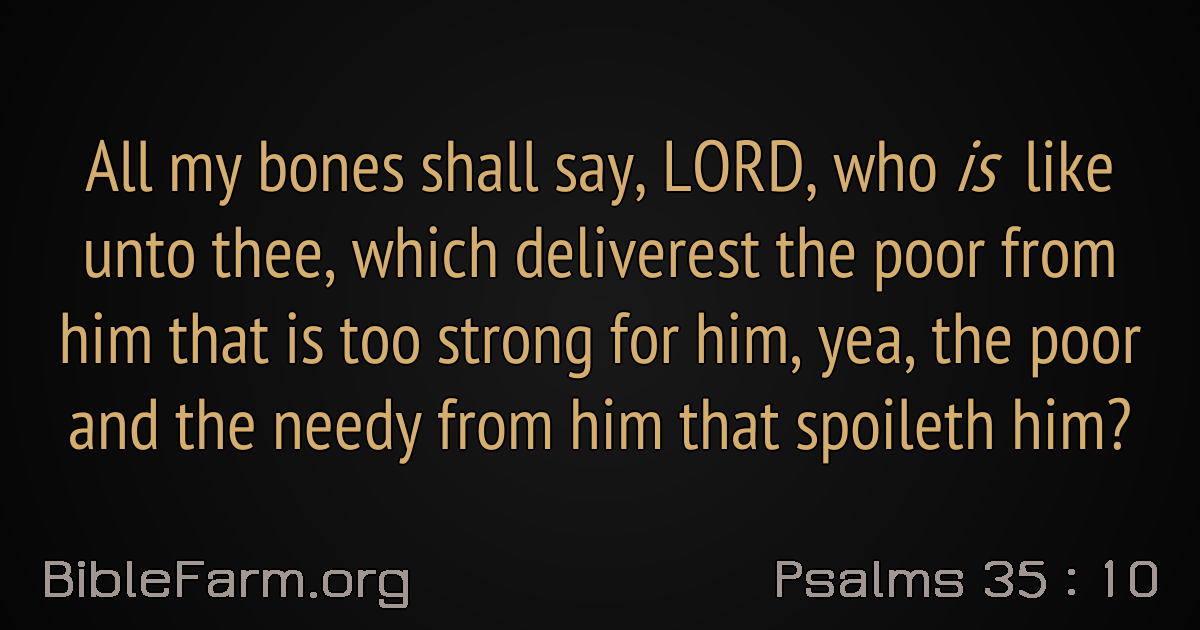 All my bones shall say, LORD, who is like
unto thee, which deliverest the poor from
him that is too strong for him, yea, the poor
and the needy from him that spoileth him?
BibleFarm.org
Psalms 35 : 10